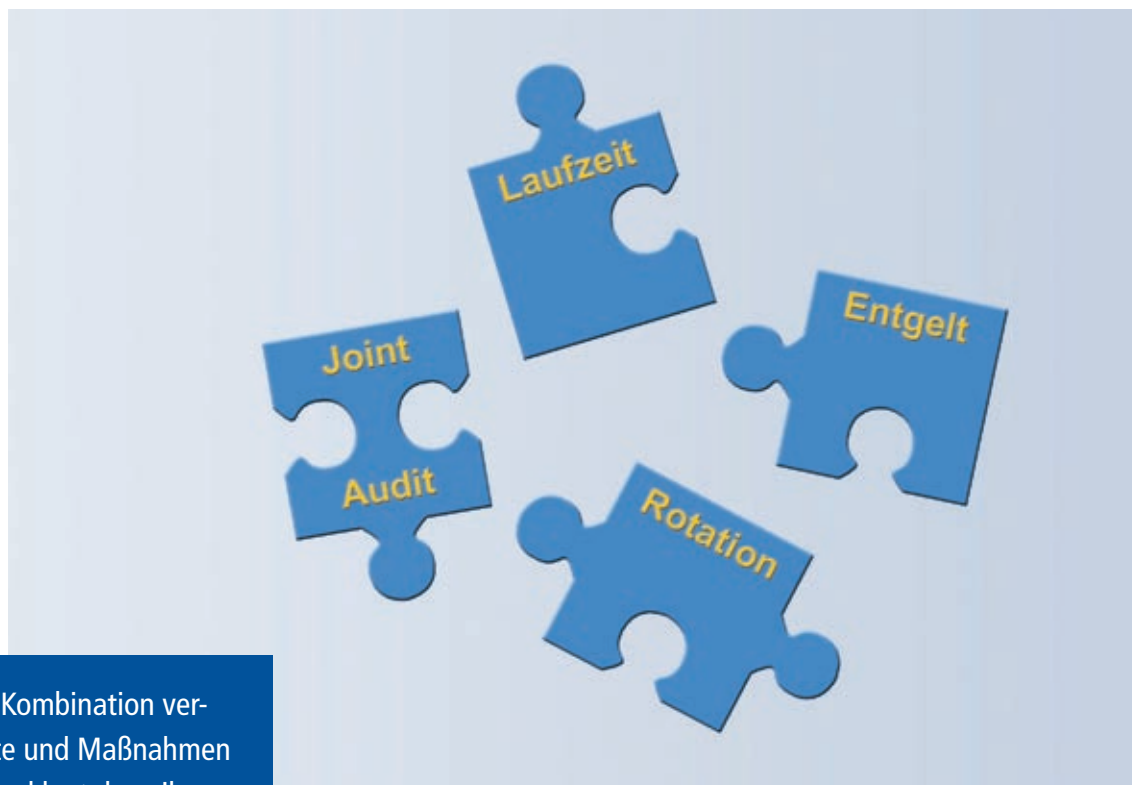 Laufzeit
Entgelt
Joint
Audit
Rotation
Kombination ver-
te und Maßnahmen